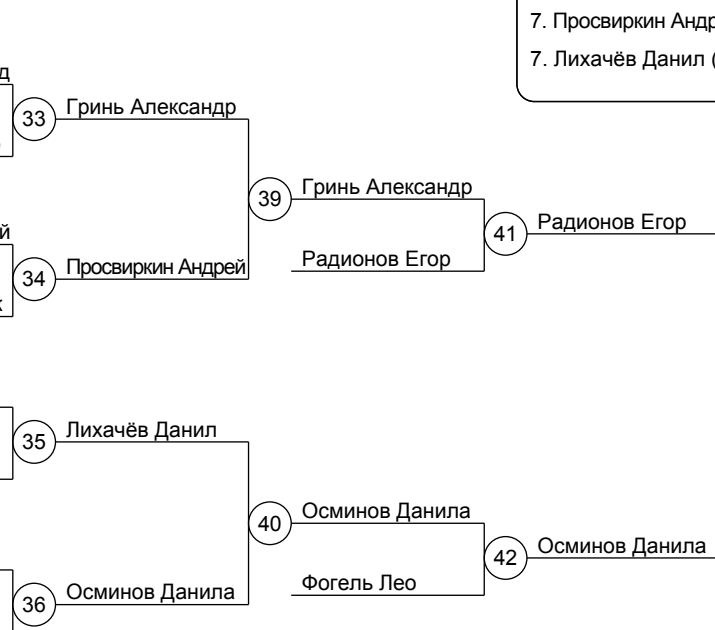 7. Просвиркин Андр
7. Лихачёв Данил (
д
33
Гринь Александр
39
Гринь Александр
41
Радионов Егор
й
34
Просвиркин Андрей
Радионов Егор
к
35
Лихачёв Данил
40
Осминов Данила
42
Осминов Данила
36
Осминов Данила
Фогель Лео